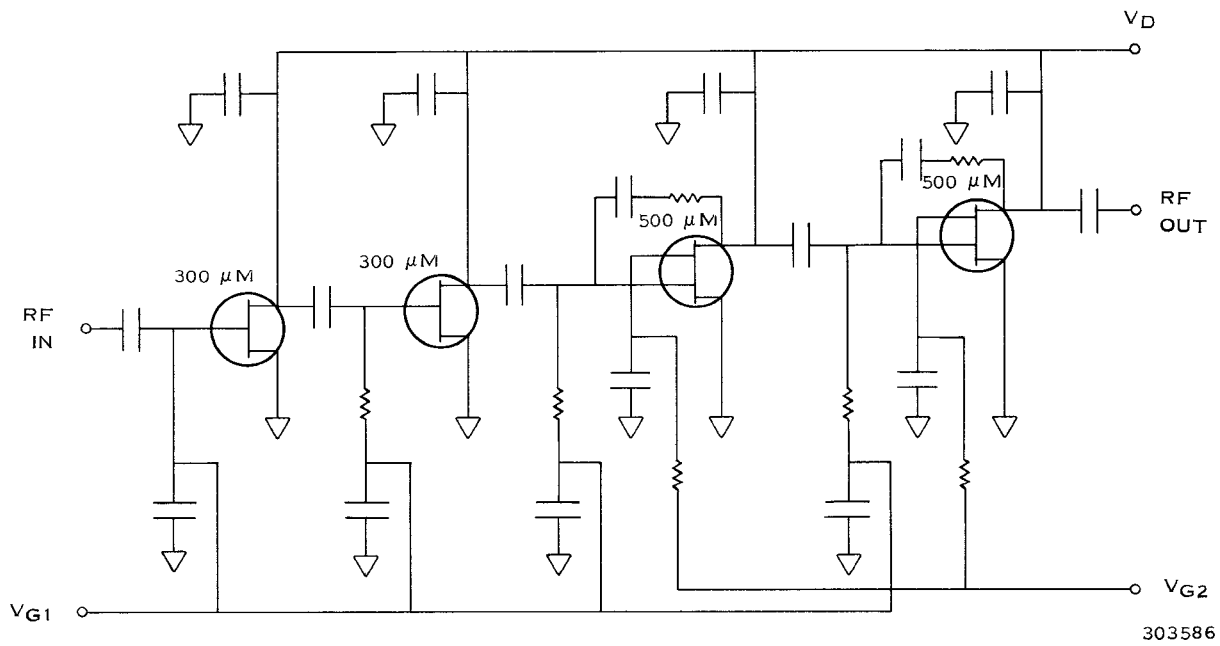 V_D
500 μM
RF
OUT
500 μM
300 μM
300 μM
RF
IN
V_G1
V_G2
303586